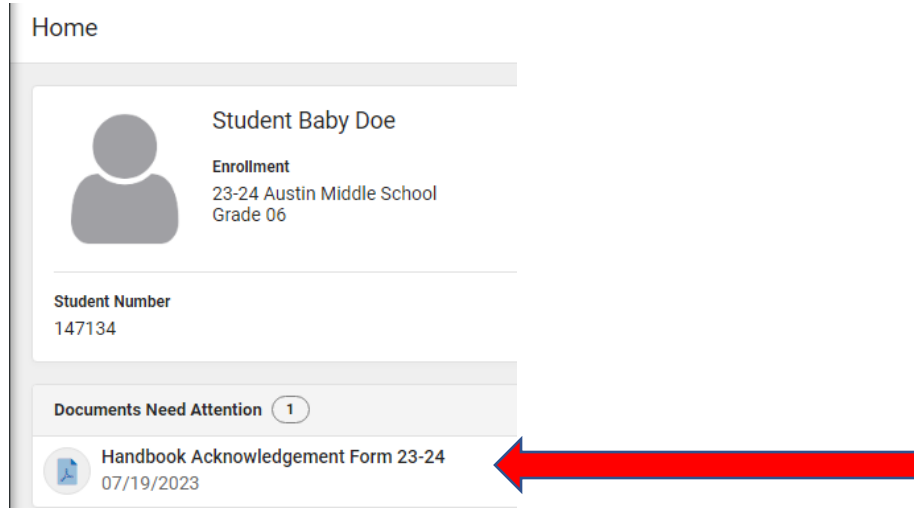 Home
Student Baby Doe
Enrollment
23-24 Austin Middle School
Grade 06
Student Number
147134
Documents Need Attention 1
Handbook Acknowledgement Form 23-24
07/19/2023